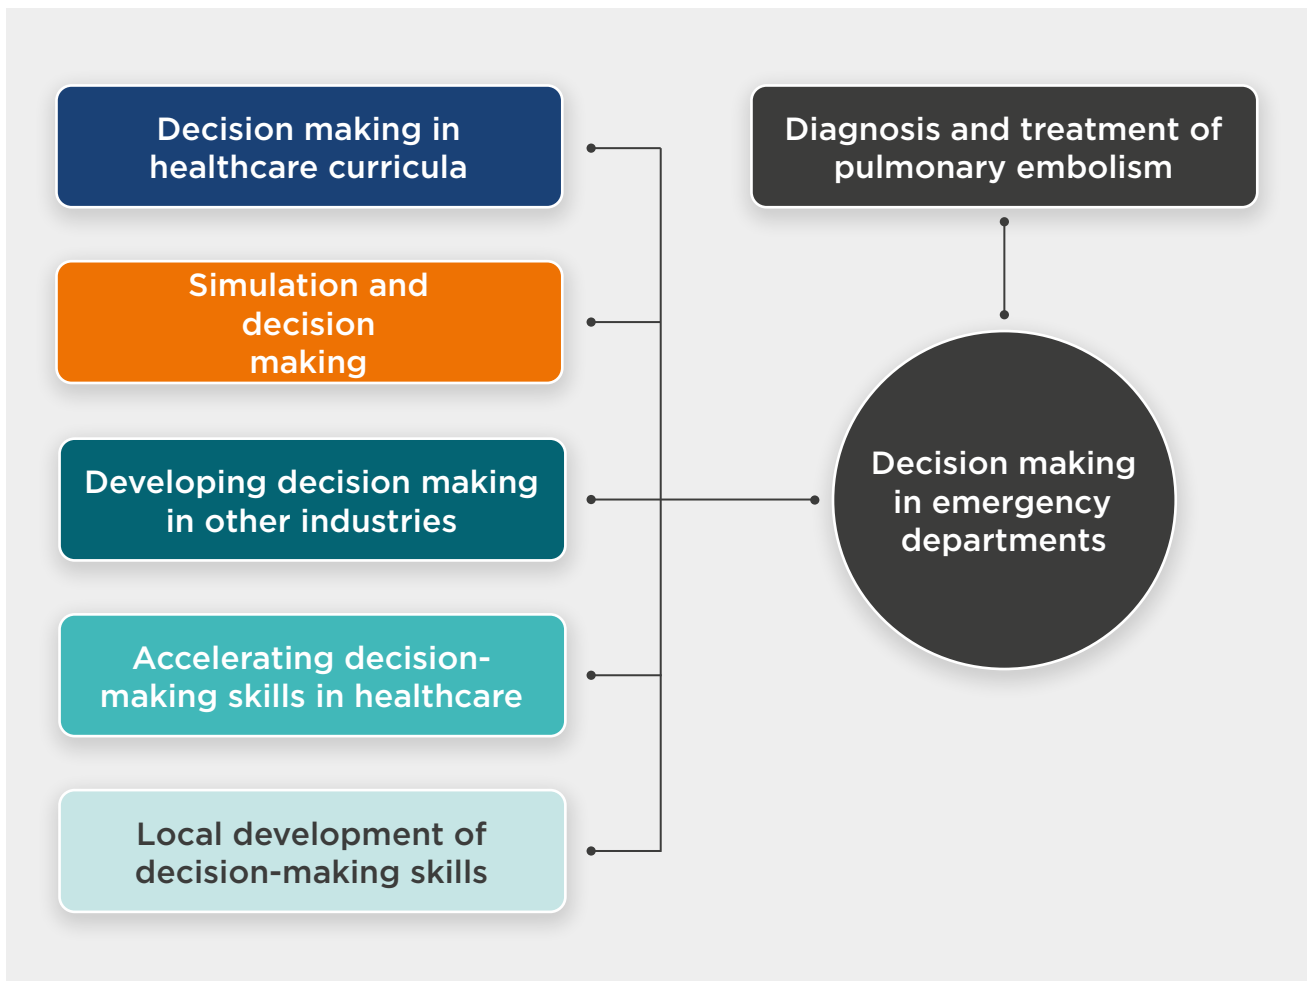 Decision making in
healthcare curricula
Simulation and
decision
making
Developing decision making
in other industries
Accelerating decision-
making skills in healthcare
Local development of
decision-making skills
Diagnosis and treatment of
pulmonary embolism
Decision making
in emergency
departments